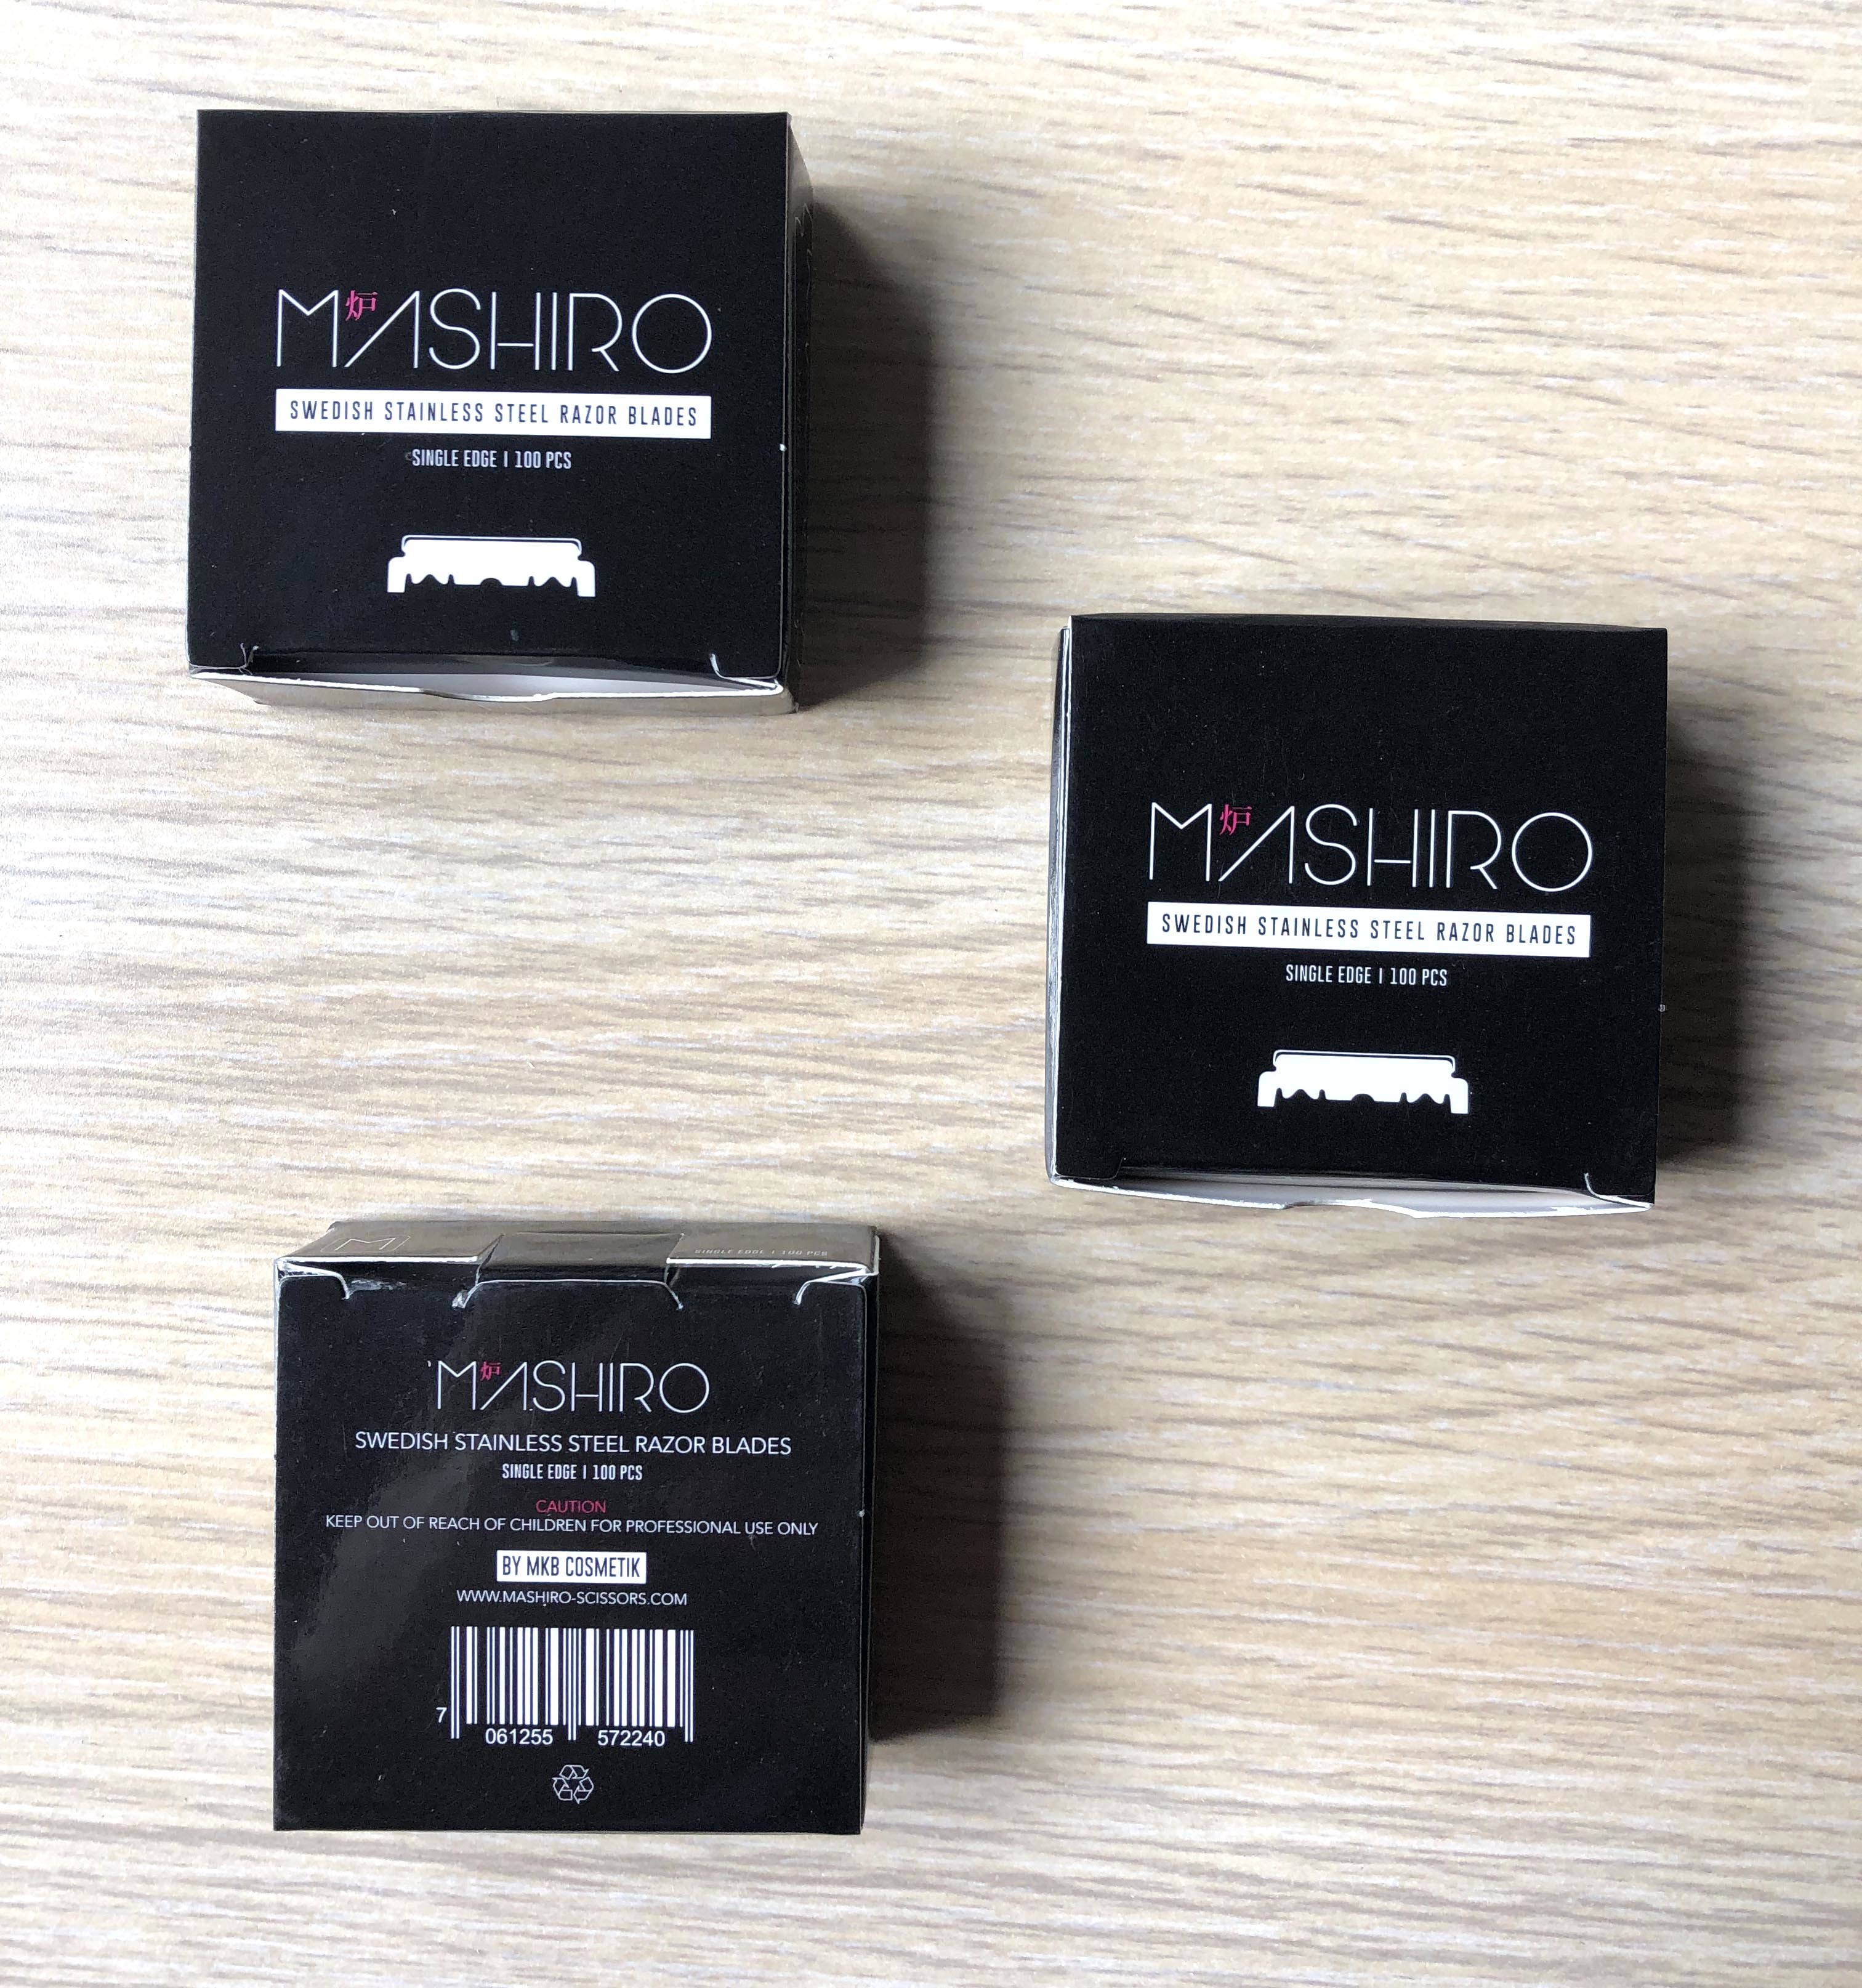 M炉ASHIRO
SWEDISH STAINLESS STEEL RAZOR BLADES
SINGLE EDGE | 100 PCS
M炉ASHIRO
SWEDISH STAINLESS STEEL RAZOR BLADES
SINGLE EDGE | 100 PCS
M
SINGLE EDGE | 100 PCS
M炉ASHIRO
SWEDISH STAINLESS STEEL RAZOR BLADES
SINGLE EDGE | 100 PCS
CAUTION
KEEP OUT OF REACH OF CHILDREN FOR PROFESSIONAL USE ONLY
BY MKB COSMETIK
WWW.MASHIRO-SCISSORS.COM
7 061255 572240